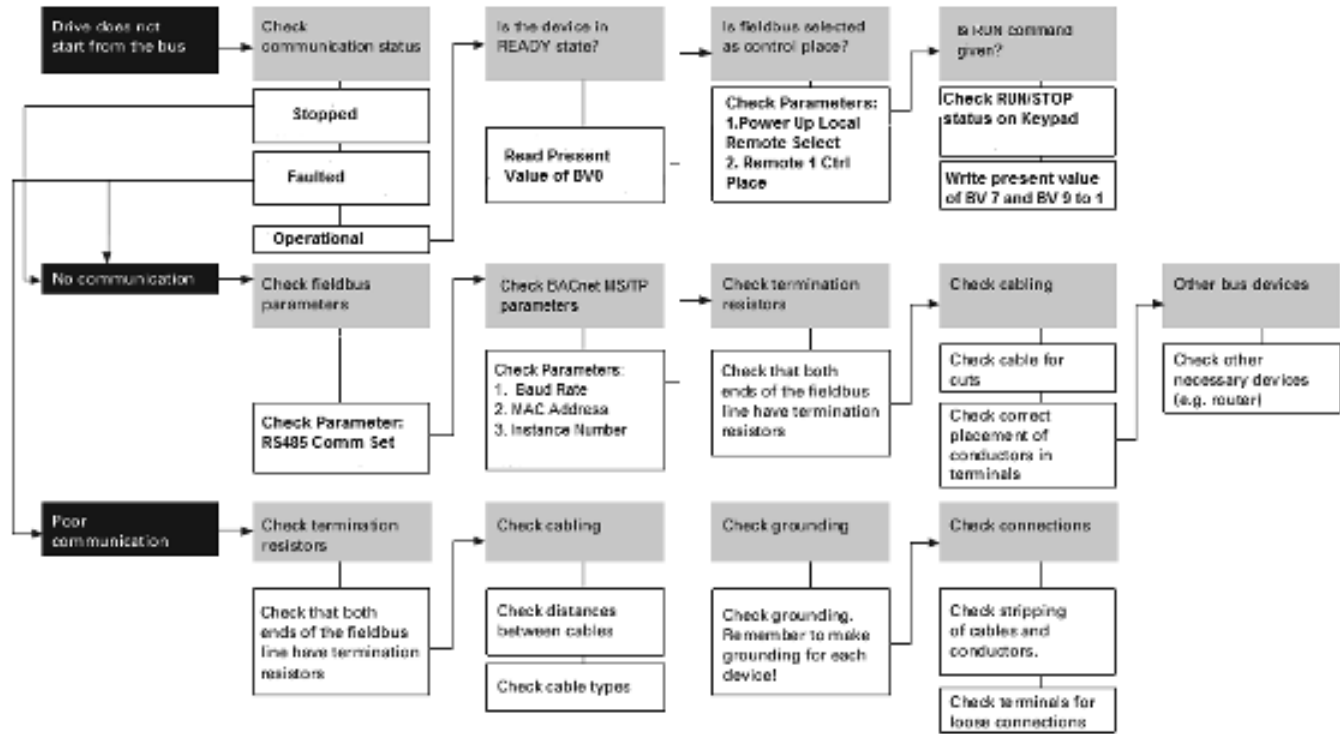 Drive does not
start from the bus
Check
communication status
Is the device in
READY state?
Is fieldbus selected
as control place?
Is RUN command
given?
Stopped
Faulted
Operational
Read Present
Value of BV0
Check Parameters:
1.Power Up Local
Remote Select
2. Remote 1 Ctrl
Place
Check RUN/STOP
status on Keypad
Write present value
of BV 7 and BV 9 to 1
No communication
Check fieldbus
parameters
Check BACnet MS/TP
parameters
Check termination
resistors
Check cabling
Other bus devices
Check Parameter:
RS485 Comm Set
Check Parameters:
1. Baud Rate
2. MAC Address
3. Instance Number
Check that both
ends of the fieldbus
line have termination
resistors
Check cable for
cuts
Check correct
placement of
conductors in
terminals
Check other
necessary devices
(e.g. router)
Poor
communication
Check termination
resistors
Check cabling
Check grounding
Check connections
Check that both
ends of the fieldbus
line have termination
resistors
Check distances
between cables
Check cable types
Check grounding.
Remember to make
grounding for each
device!
Check stripping
of cables and
conductors.
Check terminals for
loose connections